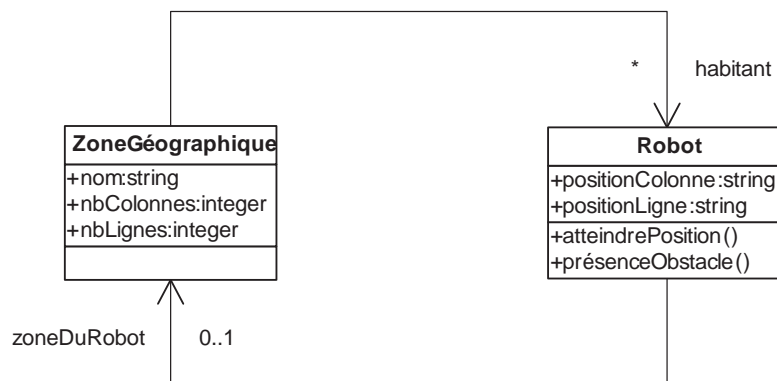 * habitant
ZoneGéographique
+nom:string
+nbColonnes:integer
+nbLignes:integer
Robot
+positionColonne:string
+positionLigne:string
+atteindrePosition()
+présenceObstacle()
zoneDuRobot 0..1